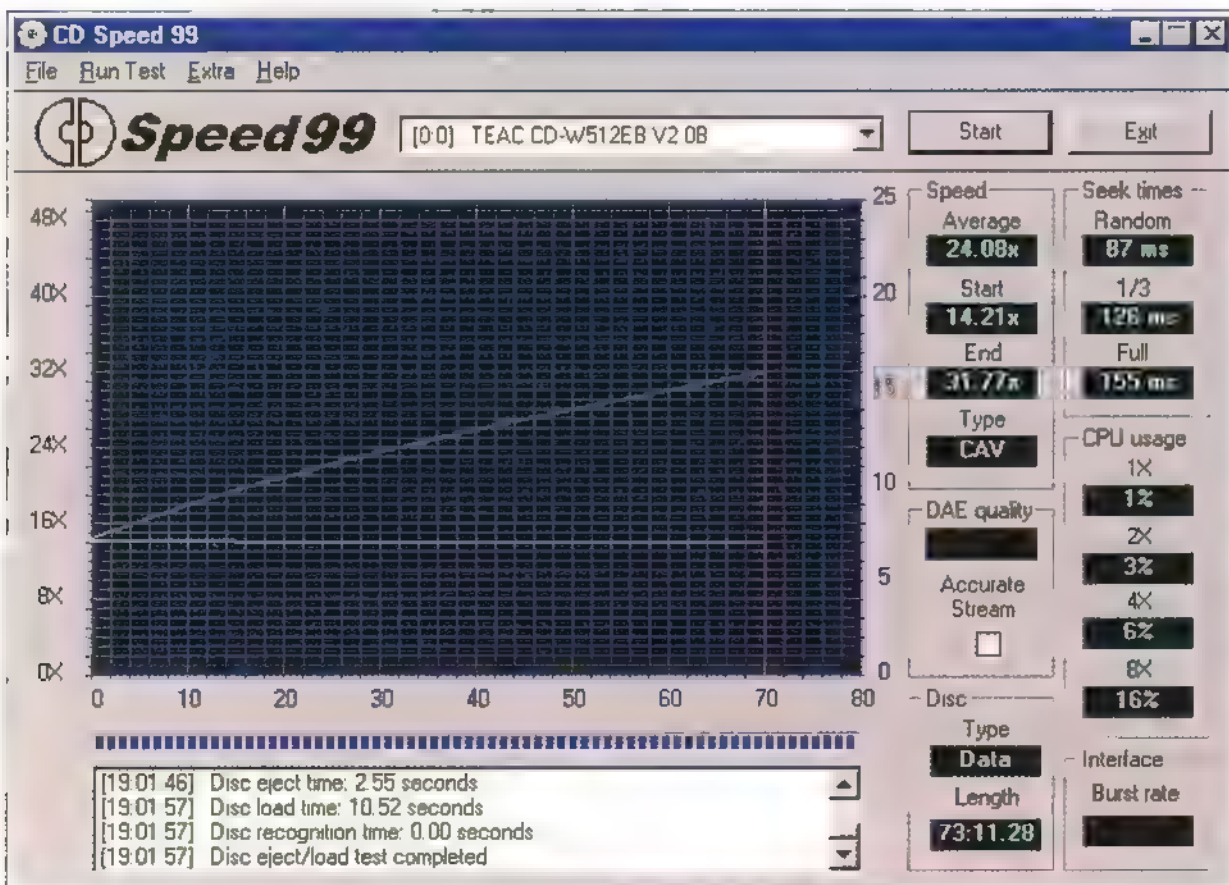 CD Speed 99
File Run Test Extra Help
Speed99
[0:0] TEAC CD-W512EB V2.0B
Start
Exit
48X
40X
32X
24X
16X
8X
0X
25
20
10
5
0
0 10 20 30 40 50 60 70 80
Speed
Average
24.08x
Start
14.21x
End
31.77x
Type
CAV
DAE quality
Accurate
Stream
Disc
Type
Data
Length
73:11.28
Seek times
Random
87 ms
1/3
126 ms
Full
155 ms
CPU usage
1X
1%
2X
3%
4X
6%
8X
16%
Interface
Burst rate
[19:01:46] Disc eject time: 2.55 seconds
[19:01:57] Disc load time: 10.52 seconds
[19:01:57] Disc recognition time: 0.00 seconds
[19:01:57] Disc eject/load test completed